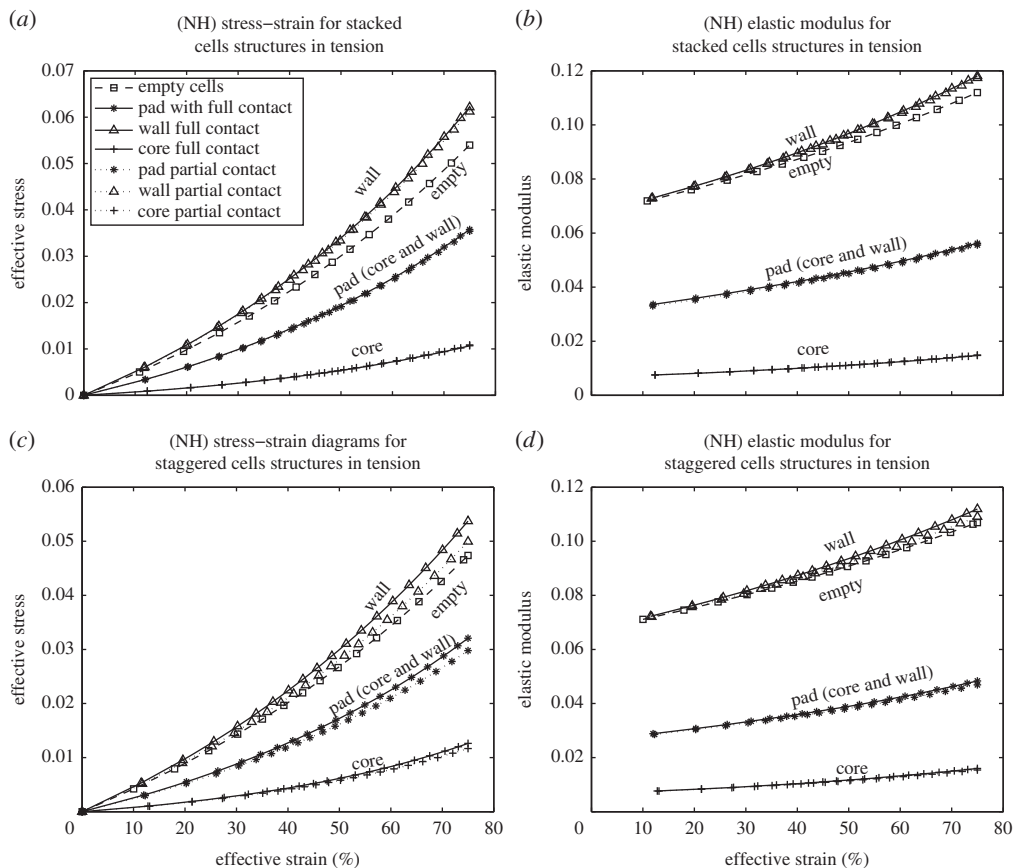 (a)
(NH) stress–strain for stacked
cells structures in tension
0.07
0.06
0.05
0.04
0.03
0.02
0.01
0
effective stress
empty cells
pad with full contact
wall full contact
core full contact
pad partial contact
wall partial contact
core partial contact
wall
empty
pad (core and wall)
core
(b)
(NH) elastic modulus for
stacked cells structures in tension
0.12
0.10
0.08
0.06
0.04
0.02
0
elastic modulus
wall
empty
pad (core and wall)
core
(c)
(NH) stress–strain diagrams for
staggered cells structures in tension
0.06
0.05
0.04
0.03
0.02
0.01
effective stress
wall
empty
pad (core and wall)
core
0 10 20 30 40 50 60 70 80
effective strain (%)
(d)
(NH) elastic modulus for
staggered cells structures in tension
0.12
0.10
0.08
0.06
0.04
0.02
elastic modulus
wall
empty
pad (core and wall)
core
0 10 20 30 40 50 60 70 80
effective strain (%)